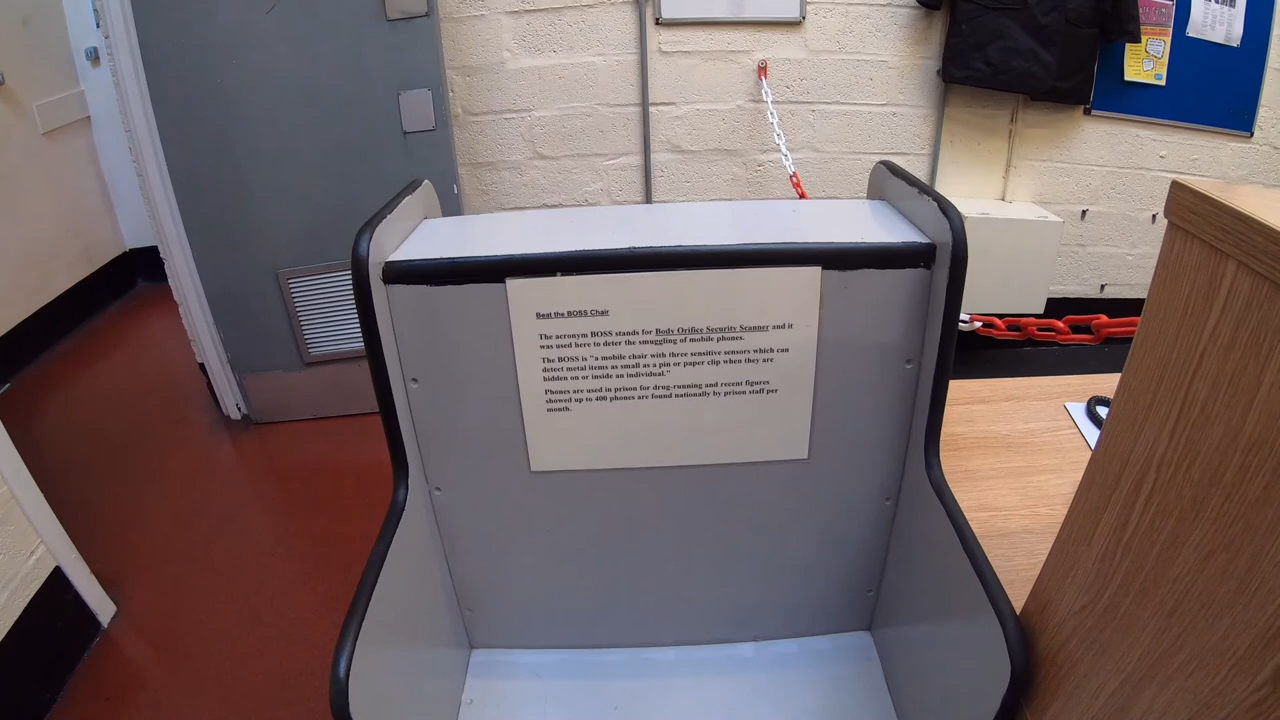 Beat the BOSS Chair
The acronym BOSS stands for Body Orifice Security Scanner and it
was used here to deter the smuggling of mobile phones.
The BOSS is "a mobile chair with three sensitive sensors which can
detect metal items as small as a pin or paper clip when they are
hidden on or inside an individual."
Phones are used in prison for drug-running and recent figures
showed up to 400 phones are found nationally by prison staff per
month.